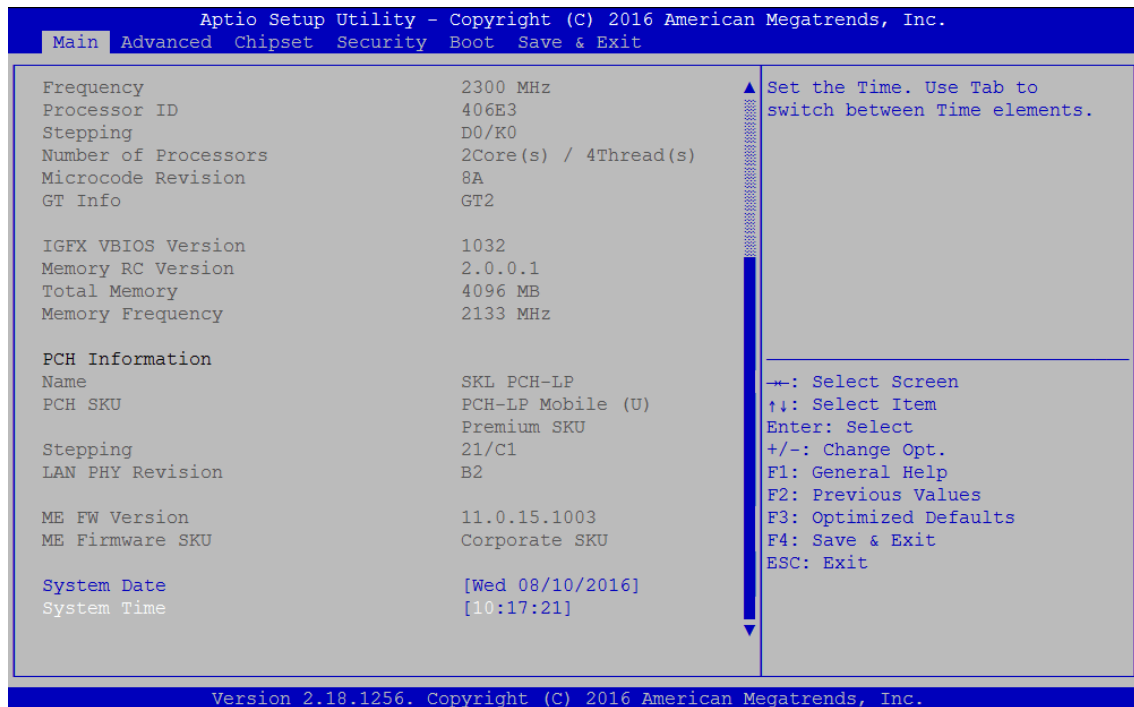 Aptio Setup Utility - Copyright (C) 2016 American Megatrends, Inc.
Main Advanced Chipset Security Boot Save & Exit
Frequency 2300 MHz
Processor ID 406E3
Stepping D0/K0
Number of Processors 2Core(s) / 4Thread(s)
Microcode Revision 8A
GT Info GT2
IGFX VBIOS Version 1032
Memory RC Version 2.0.0.1
Total Memory 4096 MB
Memory Frequency 2133 MHz
PCH Information
Name SKL PCH-LP
PCH SKU PCH-LP Mobile (U)
Premium SKU
Stepping 21/C1
LAN PHY Revision B2
ME FW Version 11.0.15.1003
ME Firmware SKU Corporate SKU
System Date [Wed 08/10/2016]
System Time [10:17:21]
Set the Time. Use Tab to
switch between Time elements.
→←: Select Screen
↑↓: Select Item
Enter: Select
+/-: Change Opt.
F1: General Help
F2: Previous Values
F3: Optimized Defaults
F4: Save & Exit
ESC: Exit
Version 2.18.1256. Copyright (C) 2016 American Megatrends, Inc.